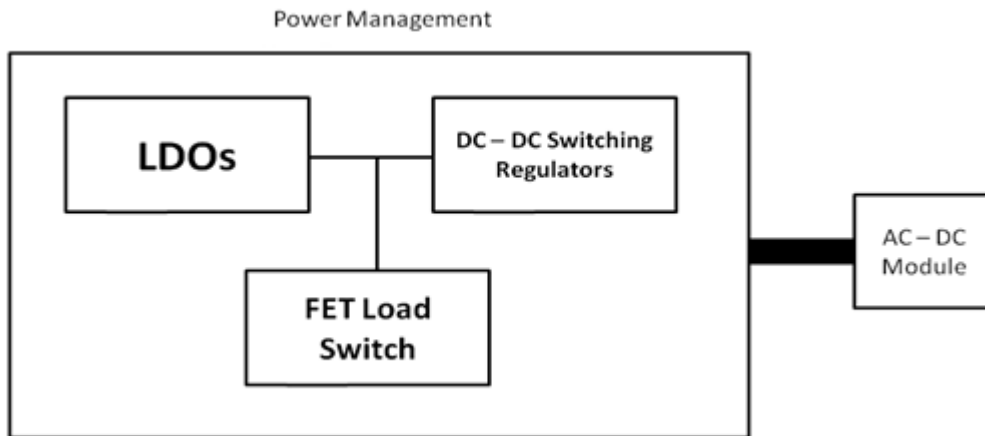 Power Management
LDOs
DC – DC Switching
Regulators
AC – DC
Module
FET Load
Switch